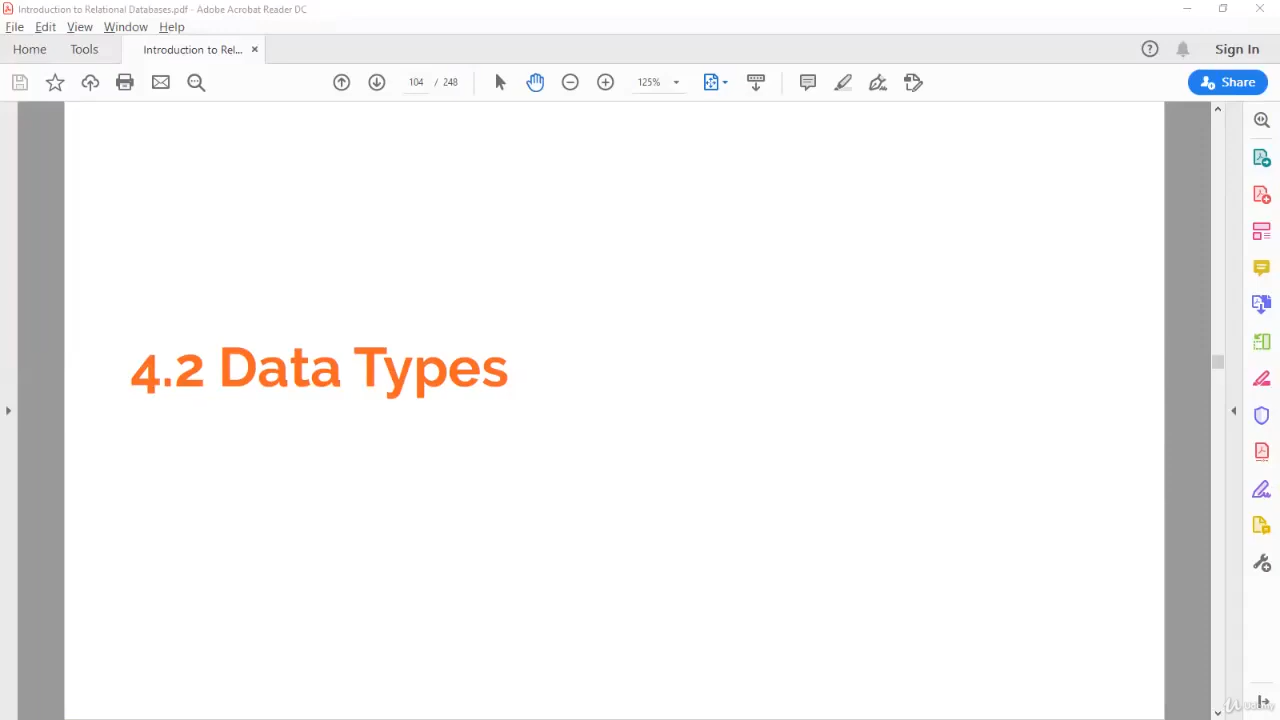 Introduction to Relational Databases.pdf - Adobe Acrobat Reader DC
File Edit View Window Help
Home Tools Introduction to Rel... × Sign In
104 / 248 125% Share
4.2 Data Types
Udemy